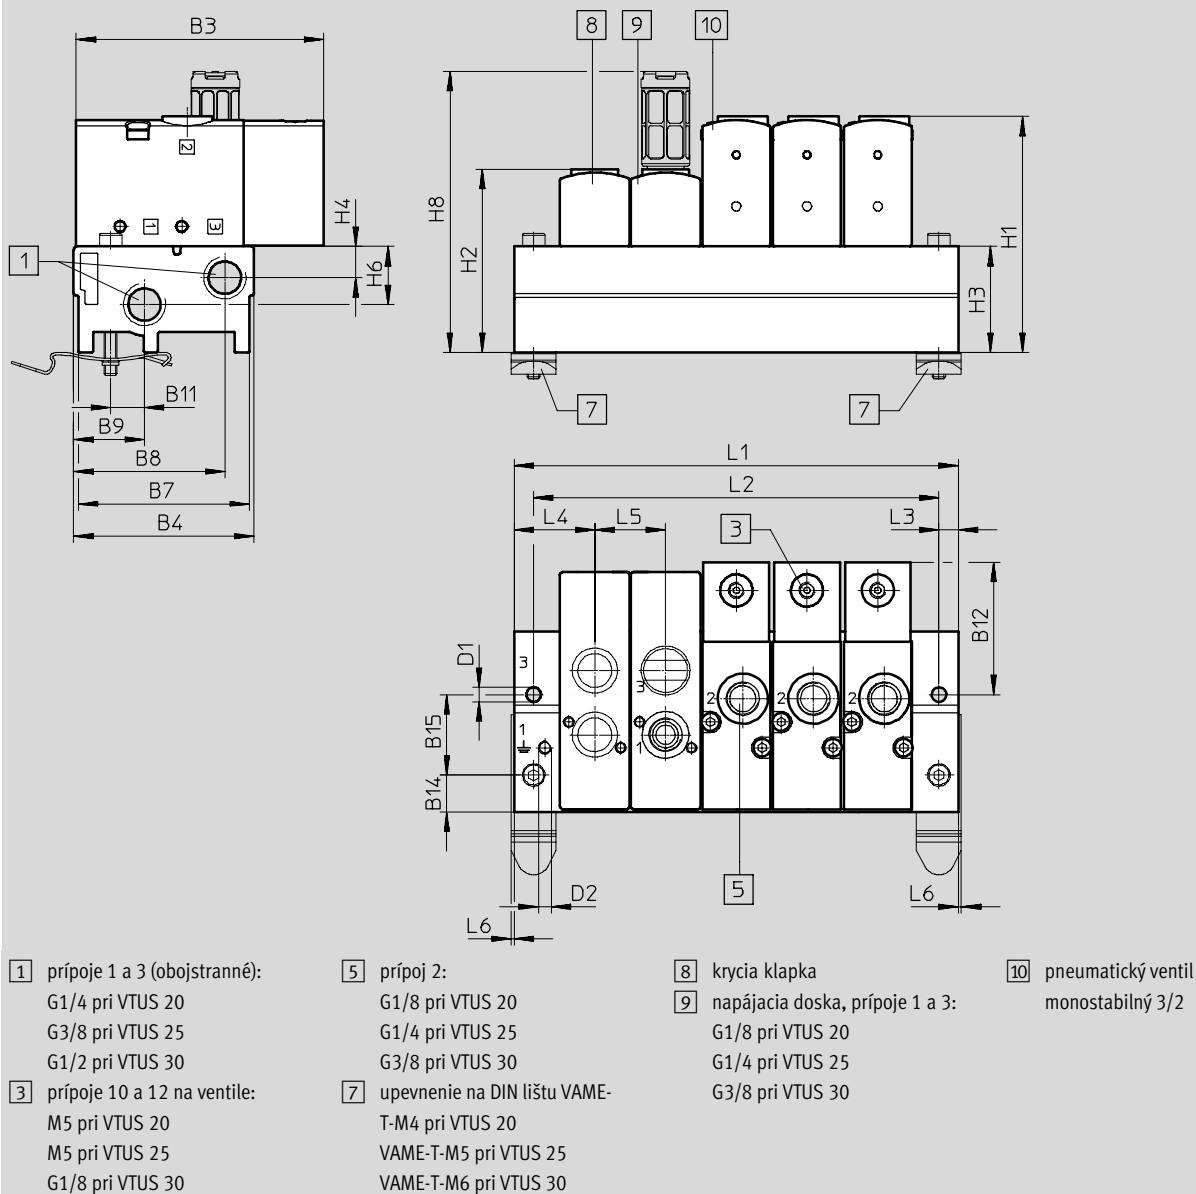 B3
8
9
10
2
1
3
H4
H6
1
H8
H2
H1
H3
7
7
B11
B9
B8
B7
B4
L1
L2
L4
L5
L3
3
B12
D1
3
3
2
2
2
B15
1
1
B14
5
D2
L6
L6
1 prípoje 1 a 3 (obojstranné):
G1/4 pri VTUS 20
G3/8 pri VTUS 25
G1/2 pri VTUS 30
3 prípoje 10 a 12 na ventile:
M5 pri VTUS 20
M5 pri VTUS 25
G1/8 pri VTUS 30
5 prípoj 2:
G1/8 pri VTUS 20
G1/4 pri VTUS 25
G3/8 pri VTUS 30
7 upevnenie na DIN lištu VAME-
T-M4 pri VTUS 20
VAME-T-M5 pri VTUS 25
VAME-T-M6 pri VTUS 30
8 krycia klapka
9 napájacia doska, prípoje 1 a 3:
G1/8 pri VTUS 20
G1/4 pri VTUS 25
G3/8 pri VTUS 30
10 pneumatický ventil
monostabilný 3/2